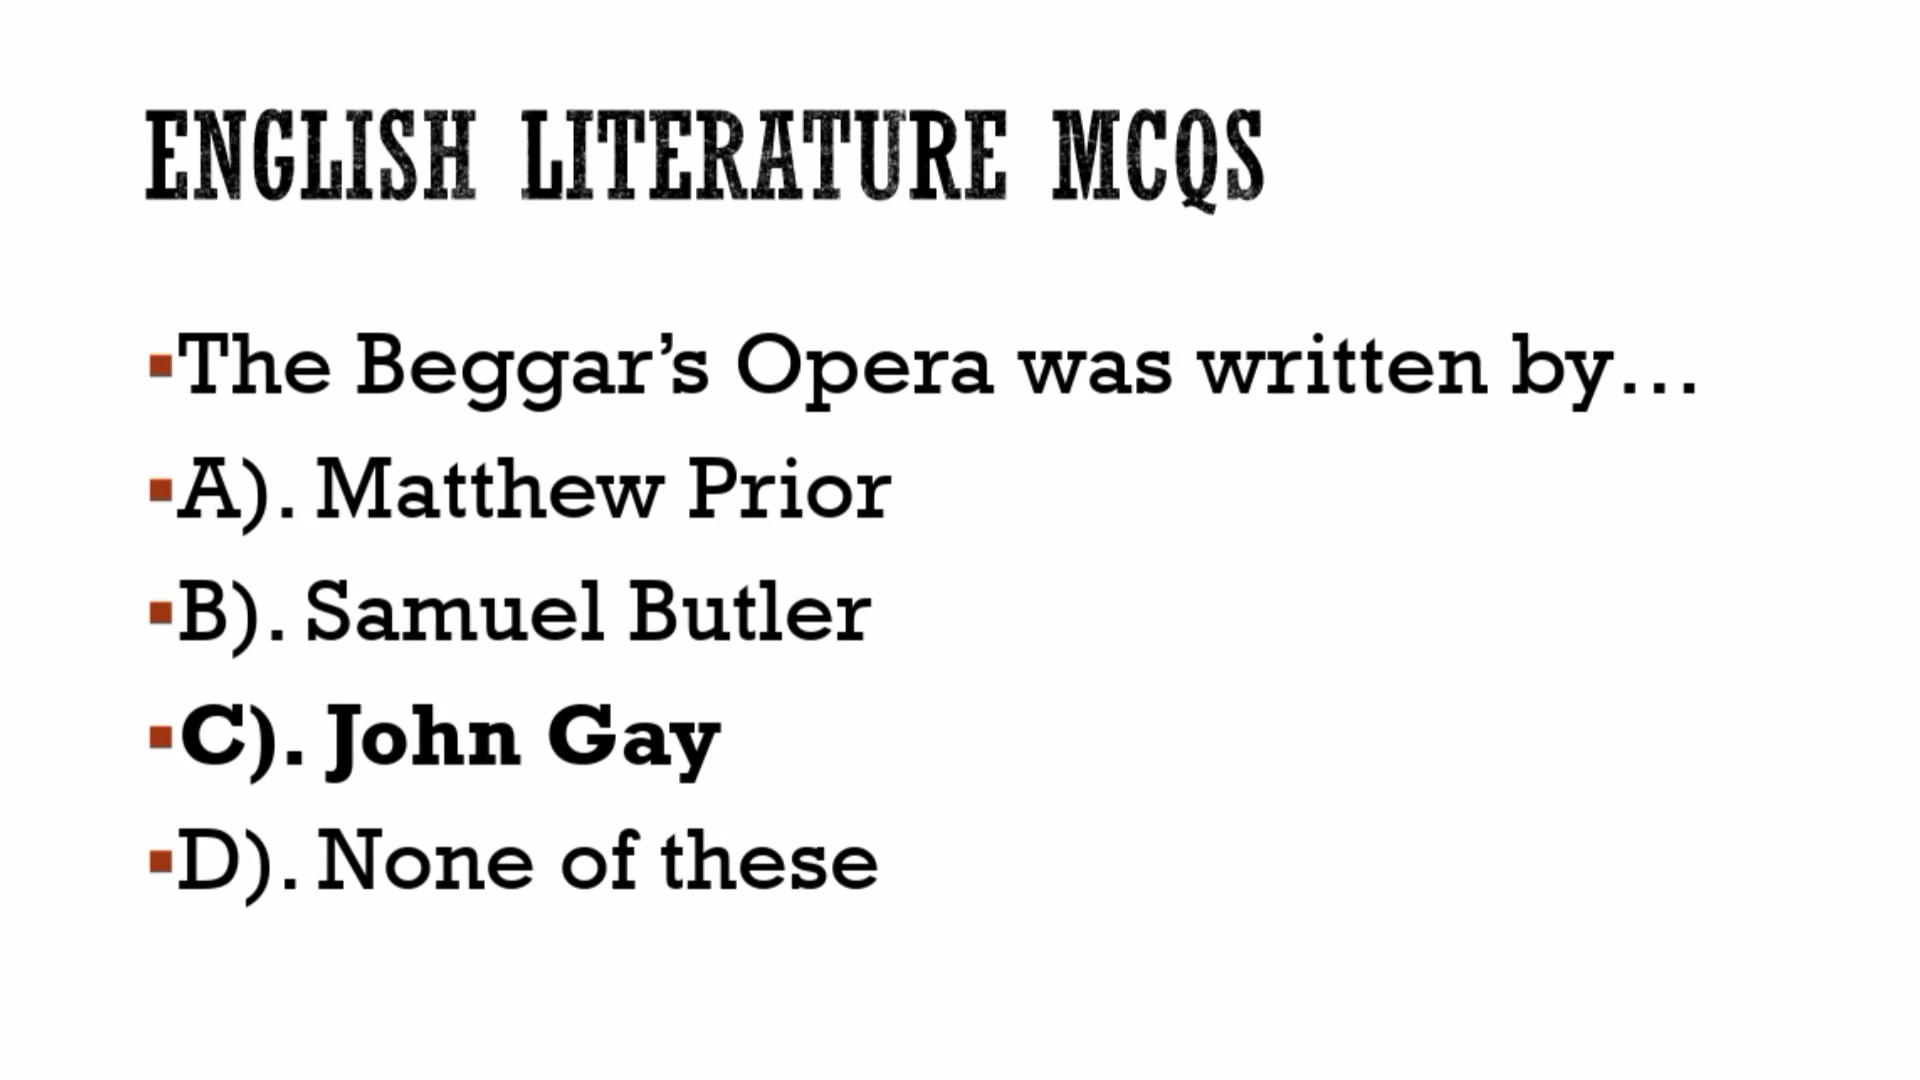 ENGLISH LITERATURE MCQS
▪The Beggar’s Opera was written by…
▪A). Matthew Prior
▪B). Samuel Butler
▪C). John Gay
▪D). None of these